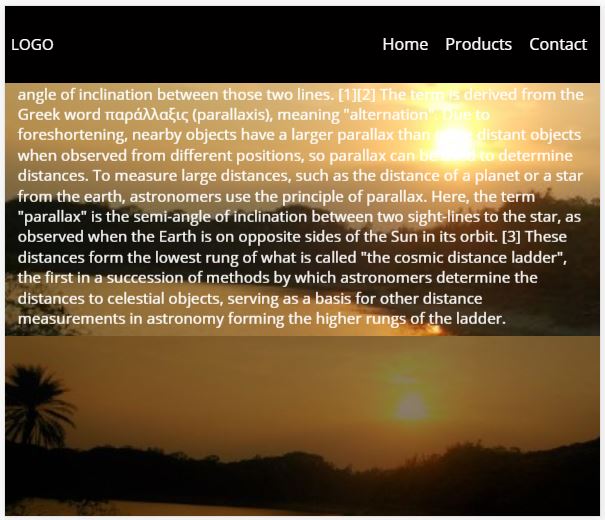 LOGO
Home Products Contact
angle of inclination between those two lines. [1][2] The term is derived from the
Greek word παράλλαξις (parallaxis), meaning "alternation". Due to
foreshortening, nearby objects have a larger parallax than distant objects
when observed from different positions, so parallax can be to determine
distances. To measure large distances, such as the distance of a planet or a star
from the earth, astronomers use the principle of parallax. Here, the term
"parallax" is the semi-angle of inclination between two sight-lines to the star, as
observed when the Earth is on opposite sides of the Sun in its orbit. [3] These
distances form the lowest rung of what is called "the cosmic distance ladder",
the first in a succession of methods by which astronomers determine the
distances to celestial objects, serving as a basis for other distance
measurements in astronomy forming the higher rungs of the ladder.